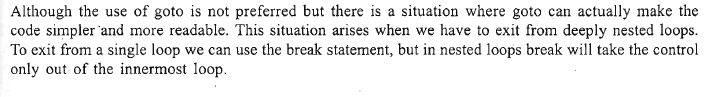 Although the use of goto is not preferred but there is a situation where goto can actually make the
code simpler and more readable. This situation arises when we have to exit from deeply nested loops.
To exit from a single loop we can use the break statement, but in nested loops break will take the control
only out of the innermost loop.